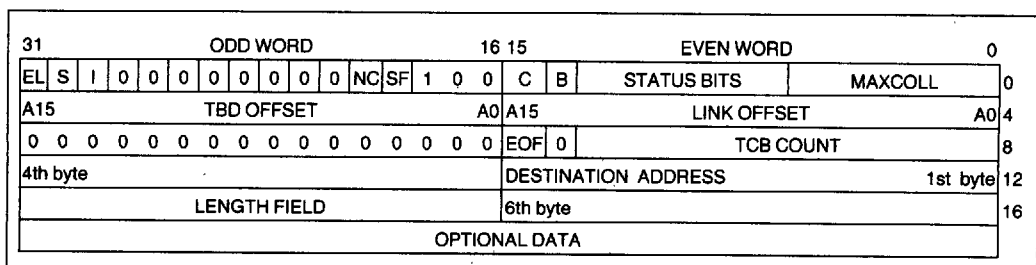 31 ODD WORD 16 15 EVEN WORD 0
EL S I 0 0 0 0 0 0 0 0 NC SF 1 0 0 C B STATUS BITS MAXCOLL 0
A15 TBD OFFSET A0 A15 LINK OFFSET A0 4
0 0 0 0 0 0 0 0 0 0 0 0 0 0 0 0 EOF 0 TCB COUNT 8
4th byte DESTINATION ADDRESS 1st byte 12
LENGTH FIELD 6th byte 16
OPTIONAL DATA